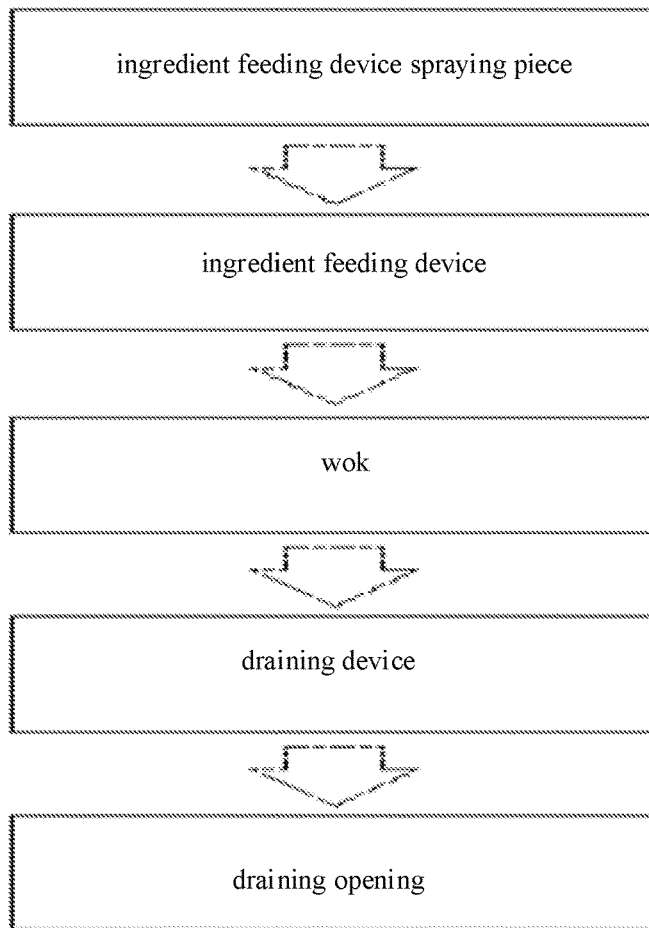 ingredient feeding device spraying piece
ingredient feeding device
wok
draining device
draining opening